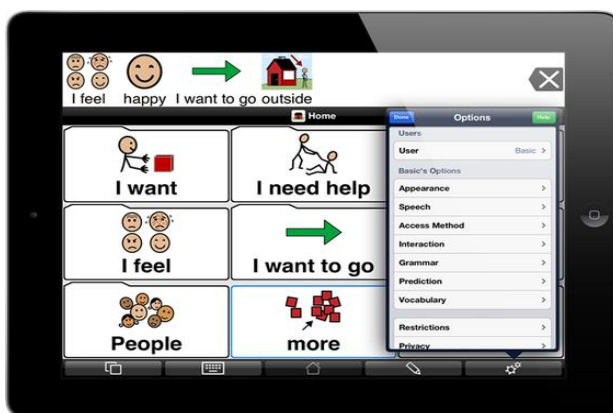 I feel happy I want to go outside
Home
Done Options Help
Users
User Basic >
Basic's Options
Appearance >
Speech >
Access Method >
Interaction >
Grammar >
Prediction >
Vocabulary >
Restrictions >
Privacy >
I want I need help
I feel I want to go
People more